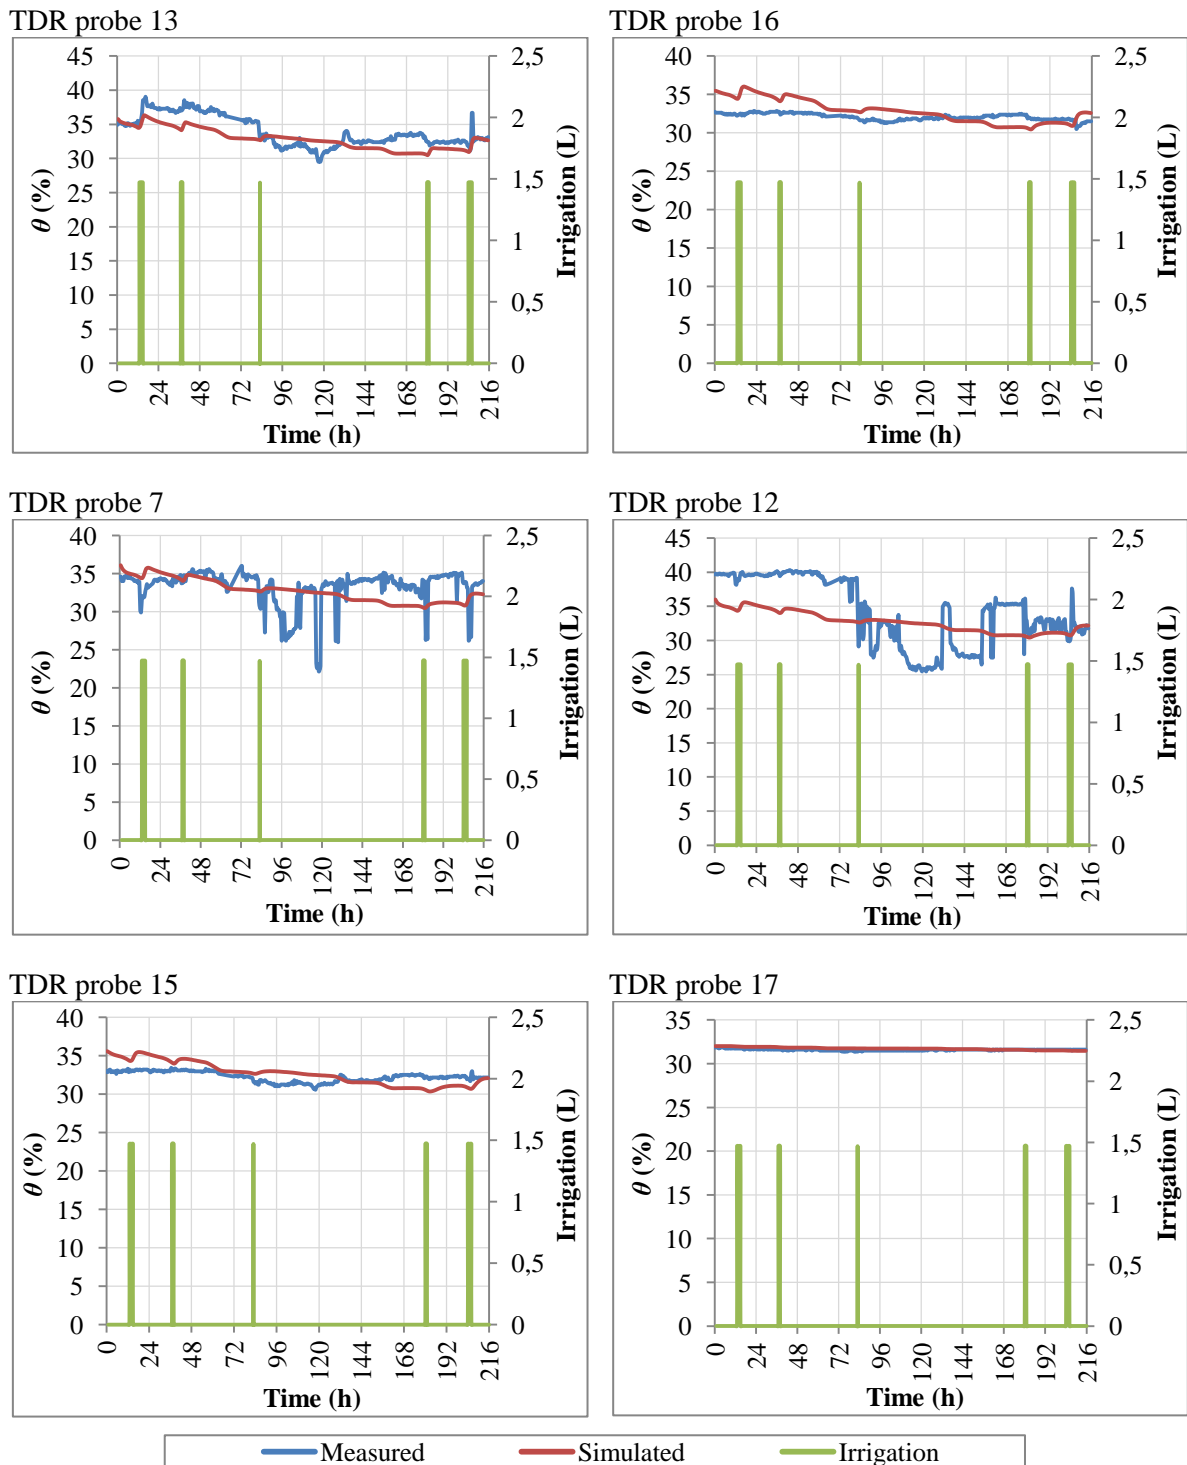 TDR probe 13
45
40
35
30
25
20
15
10
5
0
θ (%)
2,5
2
1,5
1
0,5
0
Irrigation (L)
0 24 48 72 96 120 144 168 192 216
Time (h)
TDR probe 16
40
35
30
25
20
15
10
5
0
θ (%)
2,5
2
1,5
1
0,5
0
Irrigation (L)
0 24 48 72 96 120 144 168 192 216
Time (h)
TDR probe 7
40
35
30
25
20
15
10
5
0
θ (%)
2,5
2
1,5
1
0,5
0
Irrigation (L)
0 24 48 72 96 120 144 168 192 216
Time (h)
TDR probe 12
45
40
35
30
25
20
15
10
5
0
θ (%)
2,5
2
1,5
1
0,5
0
Irrigation (L)
0 24 48 72 96 120 144 168 192 216
Time (h)
TDR probe 15
40
35
30
25
20
15
10
5
0
θ (%)
2,5
2
1,5
1
0,5
0
Irrigation (L)
0 24 48 72 96 120 144 168 192 216
Time (h)
TDR probe 17
35
30
25
20
15
10
5
0
θ (%)
2,5
2
1,5
1
0,5
0
Irrigation (L)
0 24 48 72 96 120 144 168 192 216
Time (h)
Measured Simulated Irrigation